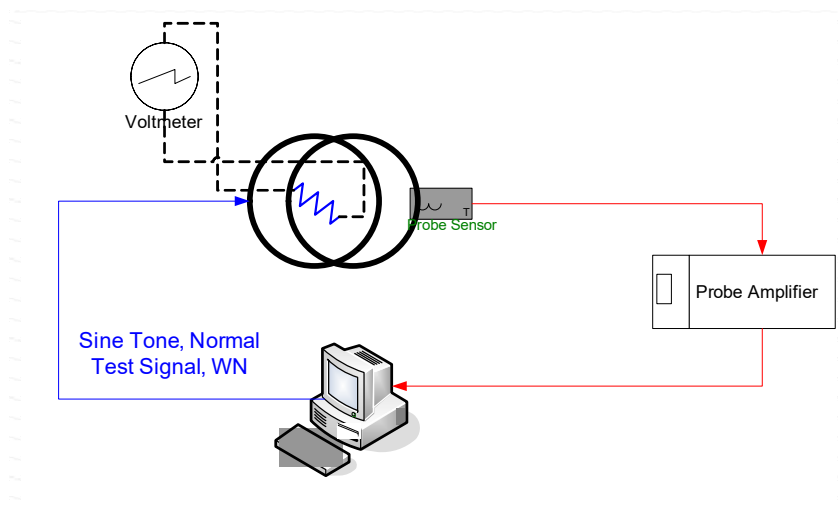 Voltmeter
T
Probe Sensor
Probe Amplifier
Sine Tone, Normal
Test Signal, WN